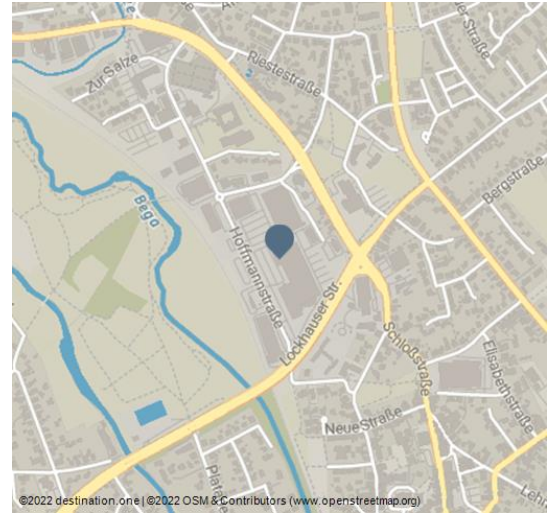 Riestestraße
Zur Salze
Bega
Bergstraße
Hoffmannstraße
Lockhauser Str.
Schloßstraße
Elisabethstraße
Neue Straße
©2022 destination.one | ©2022 OSM & Contributors (www.openstreetmap.org)